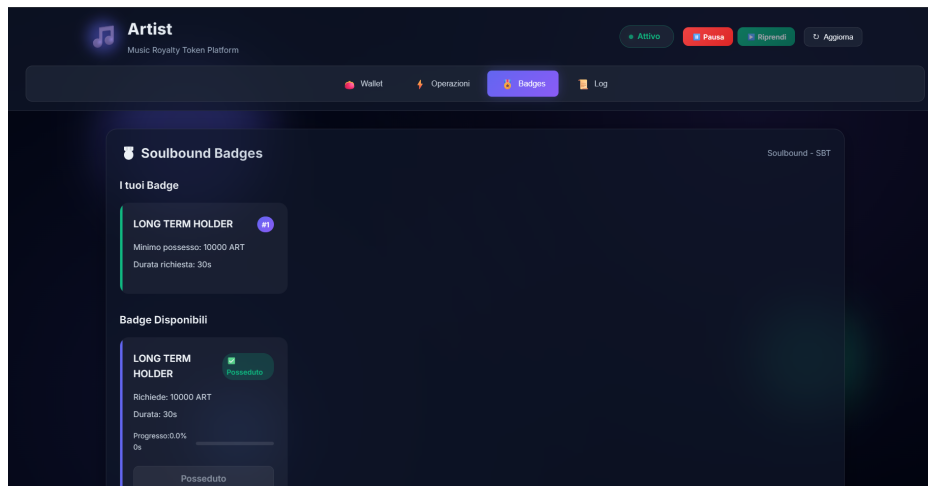 Artist
Music Royalty Token Platform
Attivo
Pausa
Riprendi
↻ Aggiorna
Wallet
Operazioni
Badges
Log
Soulbound Badges
Soulbound - SBT
I tuoi Badge
LONG TERM HOLDER
#1
Minimo possesso: 10000 ART
Durata richiesta: 30s
Badge Disponibili
LONG TERM
HOLDER
✅
Posseduto
Richiede: 10000 ART
Durata: 30s
Progresso:0.0%
0s
Posseduto